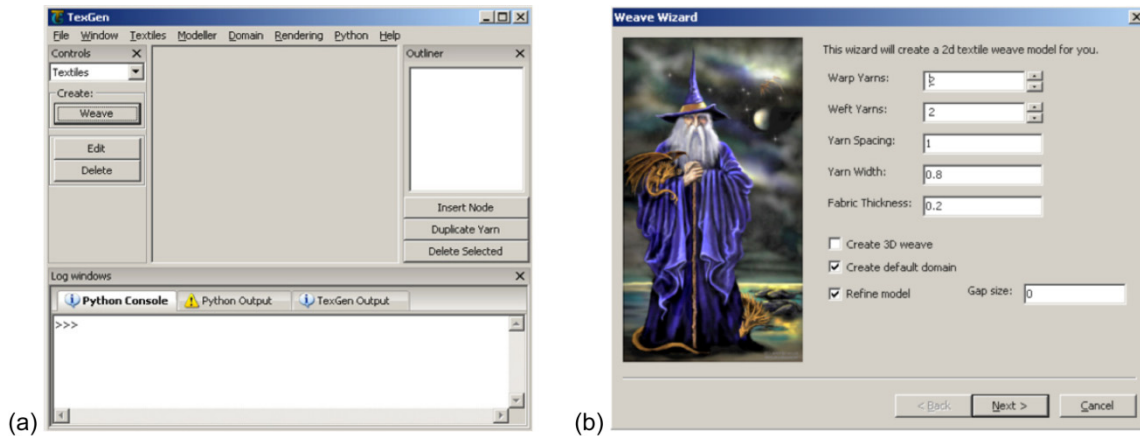 TexGen
File Window Textiles Modeller Domain Rendering Python Help
Controls
Textiles
Create:
Weave
Edit
Delete
Outliner
Insert Node
Duplicate Yarn
Delete Selected
Log windows
Python Console Python Output TexGen Output
>>>
(a)
Weave Wizard
This wizard will create a 2d textile weave model for you.
Warp Yarns:
Weft Yarns: 2
Yarn Spacing: 1
Yarn Width: 0.8
Fabric Thickness: 0.2
Create 3D weave
Create default domain
Refine model Gap size: 0
< Back Next > Cancel
(b)